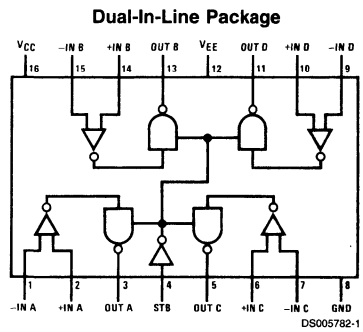 Dual-In-Line Package
VCC −IN B +IN B OUT B VEE OUT D +IN D −IN D
16 15 14 13 12 11 10 9
1 2 3 4 5 6 7 8
−IN A +IN A OUT A STB OUT C +IN C −IN C GND
DS005782-1